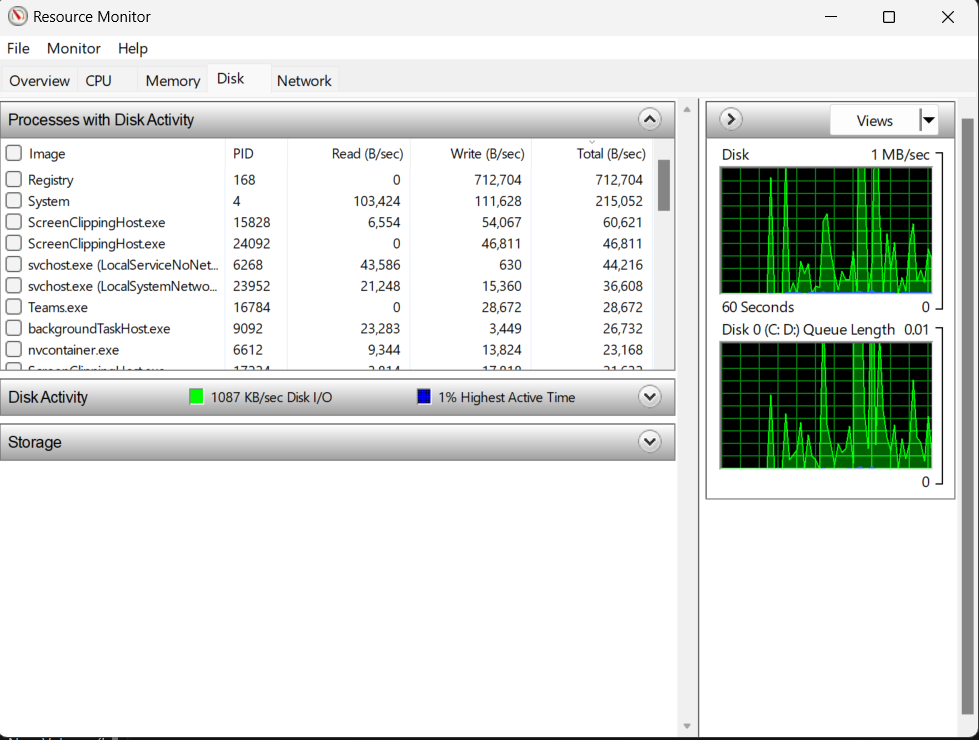 Resource Monitor
File Monitor Help
Overview CPU Memory Disk Network
Processes with Disk Activity
Image PID Read (B/sec) Write (B/sec) Total (B/sec)
Registry 168 0 712,704 712,704
System 4 103,424 111,628 215,052
ScreenClippingHost.exe 15828 6,554 54,067 60,621
ScreenClippingHost.exe 24092 0 46,811 46,811
svchost.exe (LocalServiceNoNet... 6268 43,586 630 44,216
svchost.exe (LocalSystemNetwo... 23952 21,248 15,360 36,608
Teams.exe 16784 0 28,672 28,672
backgroundTaskHost.exe 9092 23,283 3,449 26,732
nvcontainer.exe 6612 9,344 13,824 23,168
Disk Activity 1087 KB/sec Disk I/O 1% Highest Active Time
Storage
Views
Disk 1 MB/sec
60 Seconds 0
Disk 0 (C: D:) Queue Length 0.01
0